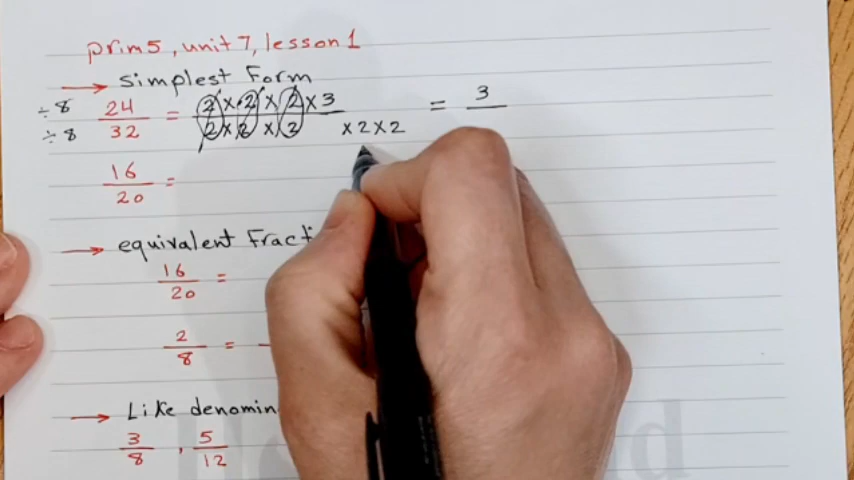 prim5, unit 7, lesson 1
→ simplest Form
÷8 24/32 ÷8 = 2×2×2×3/2×2×2×2×2 = 3/
16/20 =
→ equivalent Fracti
16/20 =
2/8 =
→ Like denomin
3/8 , 5/12